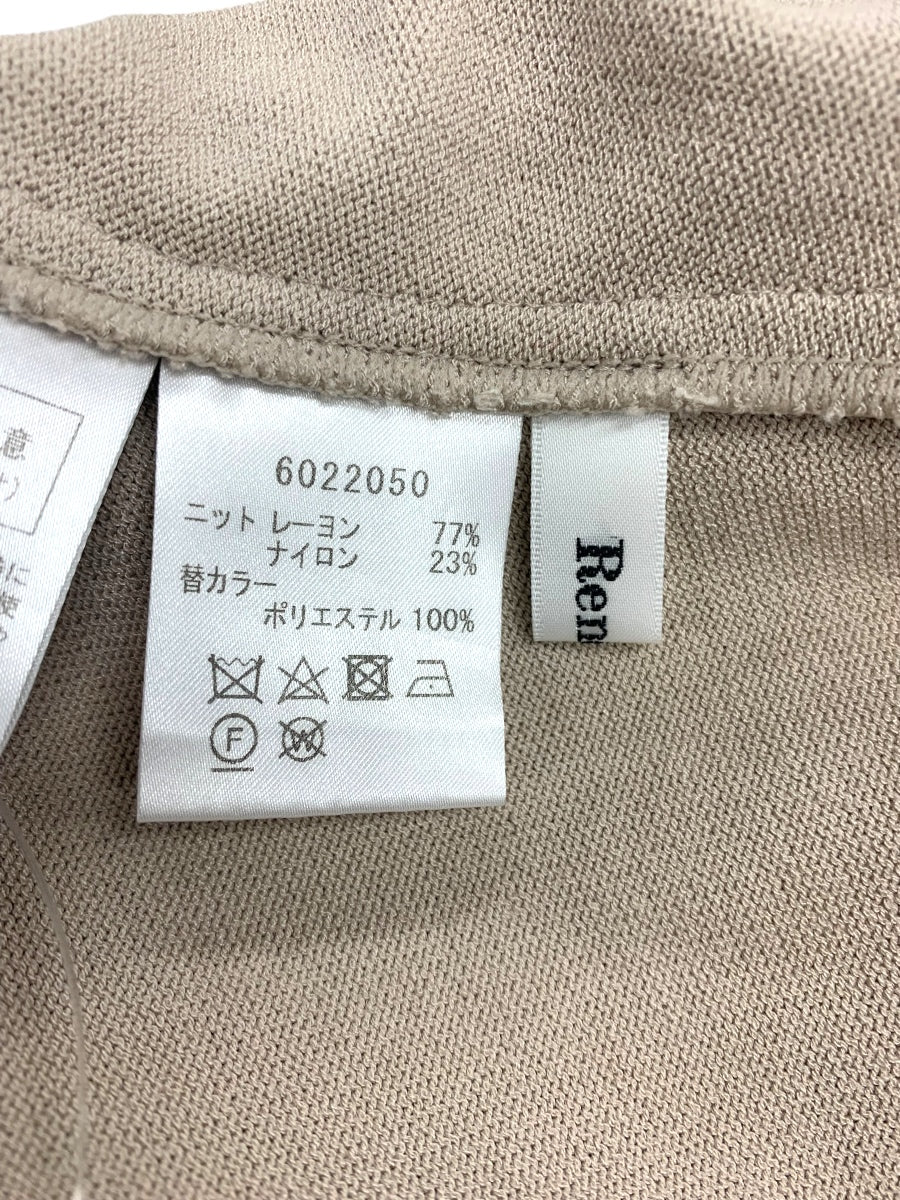 意
6022050
ニット レーヨン 77%
ナイロン 23%
替カラー
ポリエステル 100%
F
W
Ren